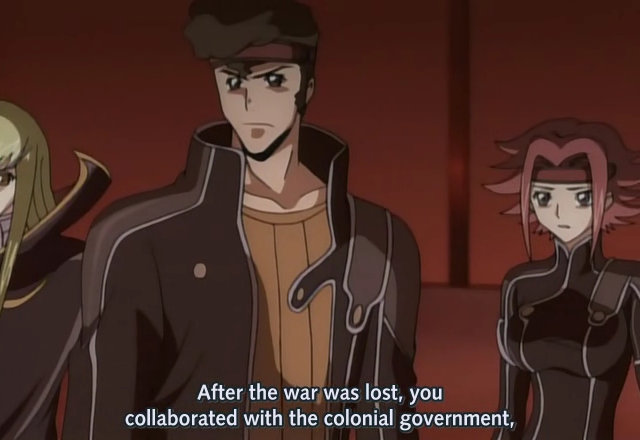 After the war was lost, you
collaborated with the colonial government,